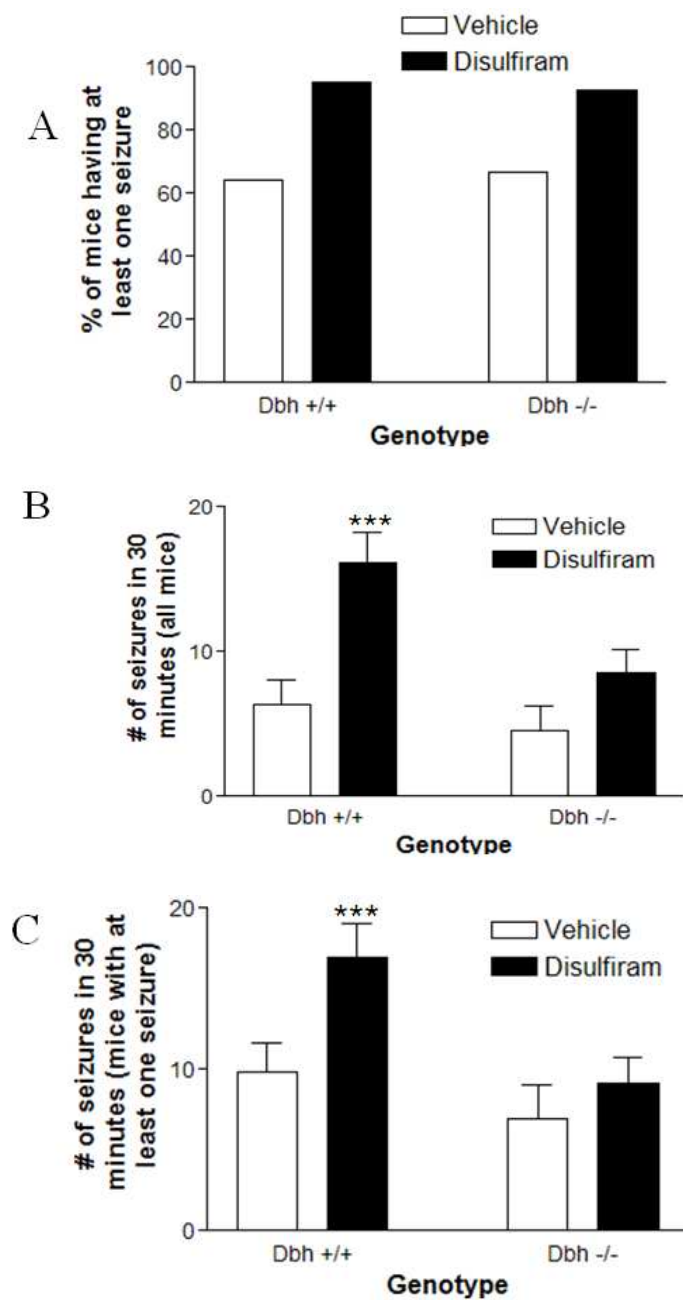 Vehicle
Disulfiram
A
% of mice having at
least one seizure
100
80
60
40
20
0
Dbh +/+
Dbh -/-
Genotype
B
# of seizures in 30
minutes (all mice)
20
10
0
***
Vehicle
Disulfiram
Dbh +/+
Dbh -/-
Genotype
C
# of seizures in 30
minutes (mice with at
least one seizure)
20
10
0
***
Vehicle
Disulfiram
Dbh +/+
Dbh -/-
Genotype